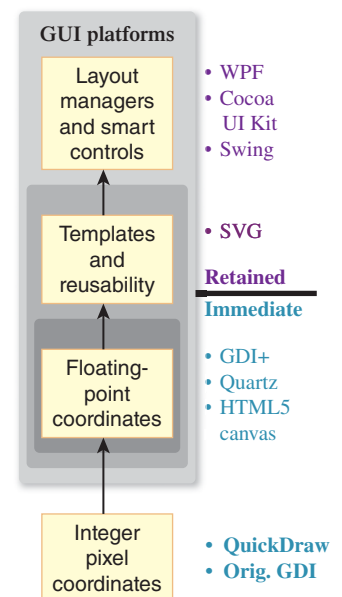 GUI platforms
Layout
managers
and smart
controls
• WPF
• Cocoa
UI Kit
• Swing
Templates
and
reusability
• SVG
Retained
Immediate
Floating-
point
coordinates
• GDI+
• Quartz
• HTML5
canvas
Integer
pixel
coordinates
• QuickDraw
• Orig. GDI